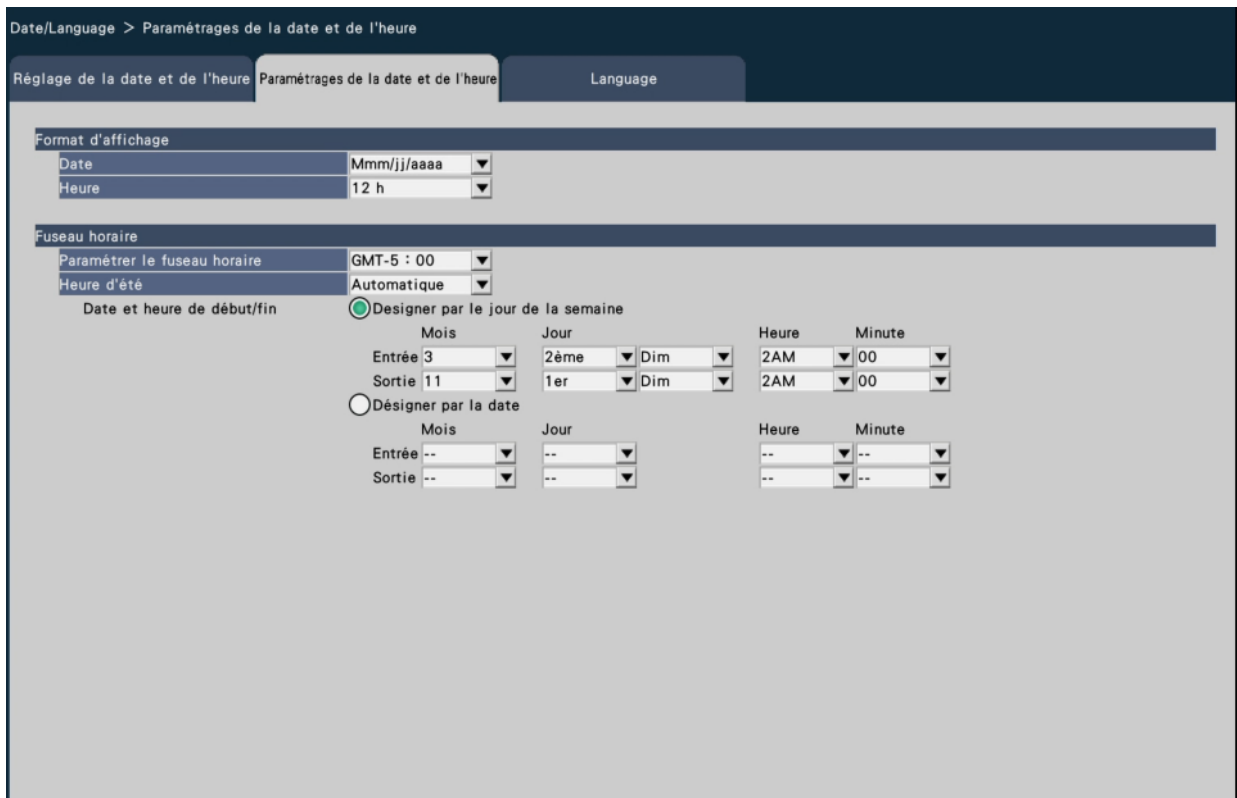 Date/Language > Paramétrages de la date et de l'heure
Réglage de la date et de l'heure Paramétrages de la date et de l'heure Language
Format d'affichage
Date Mmm/jj/aaaa
Heure 12 h
Fuseau horaire
Paramétrer le fuseau horaire GMT-5 : 00
Heure d'été Automatique
Date et heure de début/fin Designer par le jour de la semaine
Mois Jour Heure Minute
Entrée 3 2ème Dim 2AM 00
Sortie 11 1er Dim 2AM 00
Désigner par la date
Mois Jour Heure Minute
Entrée -- -- -- --
Sortie -- -- -- --